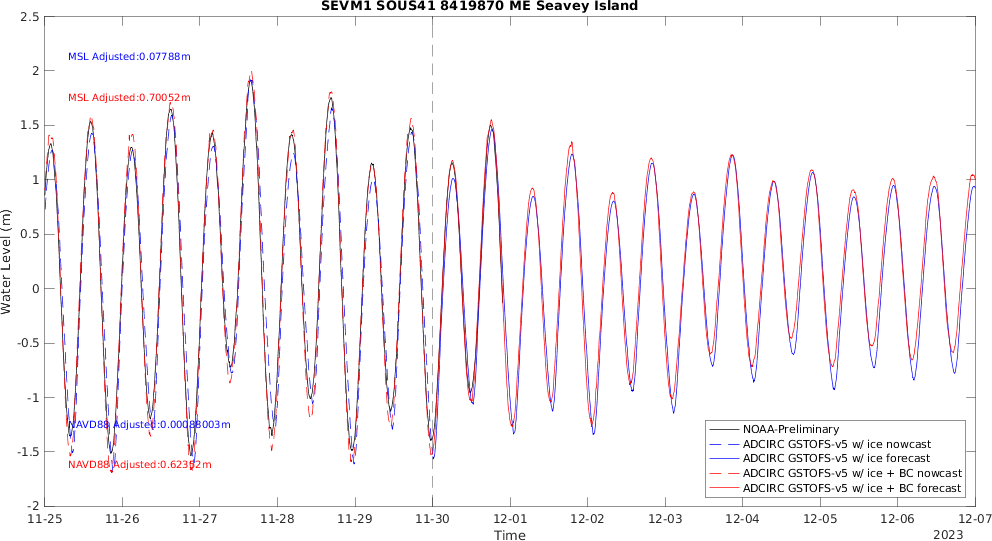 SEVM1 SOUS41 8419870 ME Seavey Island
2.5
2
1.5
1
0.5
0
-0.5
-1
-1.5
-2
Water Level (m)
MSL Adjusted:0.07788m
MSL Adjusted:0.70052m
NAVD88 Adjusted:0.00088003m
NAVD88 Adjusted:0.62352m
NOAA-Preliminary
ADCIRC GSTOFS-v5 w/ ice nowcast
ADCIRC GSTOFS-v5 w/ ice forecast
ADCIRC GSTOFS-v5 w/ ice + BC nowcast
ADCIRC GSTOFS-v5 w/ ice + BC forecast
11-25 11-26 11-27 11-28 11-29 11-30 12-01 12-02 12-03 12-04 12-05 12-06 12-07
Time
2023